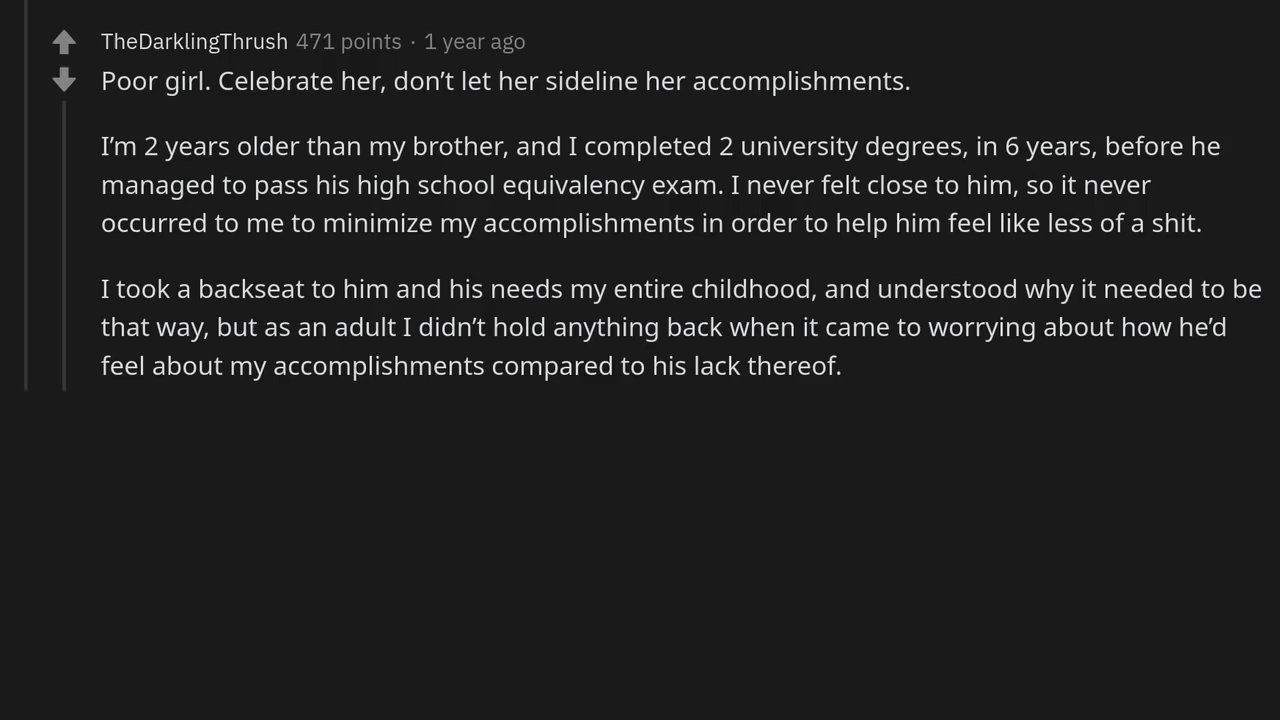 TheDarklingThrush 471 points · 1 year ago
Poor girl. Celebrate her, don’t let her sideline her accomplishments.
I’m 2 years older than my brother, and I completed 2 university degrees, in 6 years, before he
managed to pass his high school equivalency exam. I never felt close to him, so it never
occurred to me to minimize my accomplishments in order to help him feel like less of a shit.
I took a backseat to him and his needs my entire childhood, and understood why it needed to be
that way, but as an adult I didn’t hold anything back when it came to worrying about how he’d
feel about my accomplishments compared to his lack thereof.